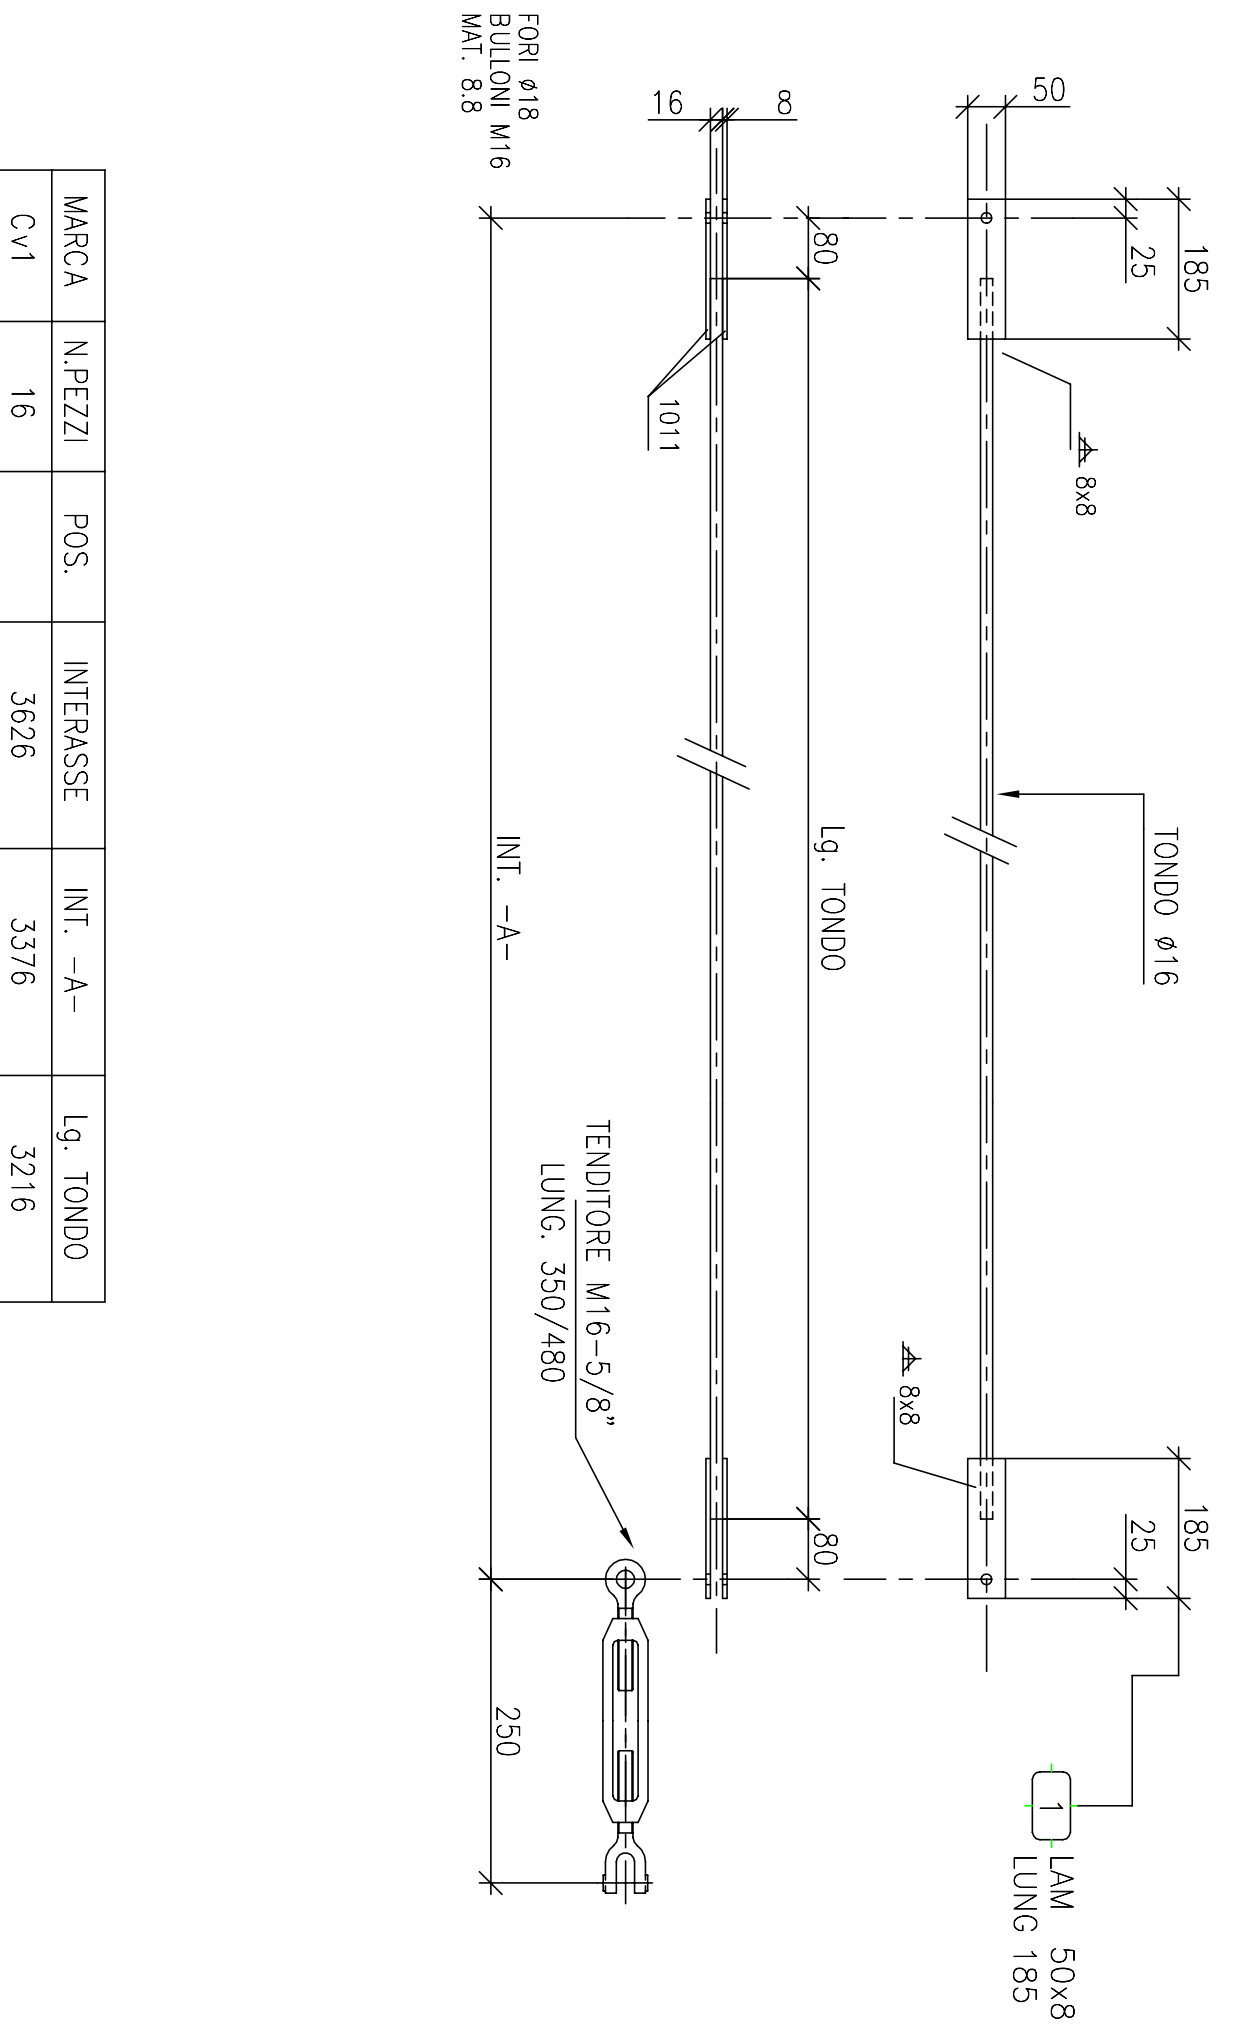 185
25
50
8x8
TONDO ø16
8x8
185
25
1
LAM 50x8
LUNG 185
8
16
80
1011
Lg. TONDO
80
FORI ø18
BULLONI M16
MAT. 8.8
INT. -A-
TENDITORE M16-5/8"
LUNG. 350/480
250
MARCA N.PEZZI POS. INTERASSE INT. -A- Lg. TONDO
Cv1 16 3626 3376 3216